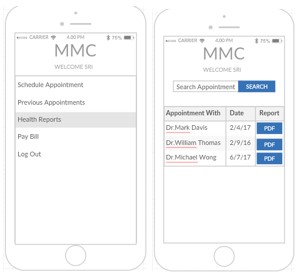 CARRIER 4:30 PM 75%
MMC
WELCOME SRI
Schedule Appointment
Previous Appointments
Health Reports
Pay Bill
Log Out
CARRIER 4:00 PM 75%
MMC
WELCOME SRI
Search Appointment SEARCH
Appointment With Date Report
Dr.Mark Davis 2/4/17 PDF
Dr.William Thomas 2/9/16 PDF
Dr.Michael Wong 6/7/17 PDF